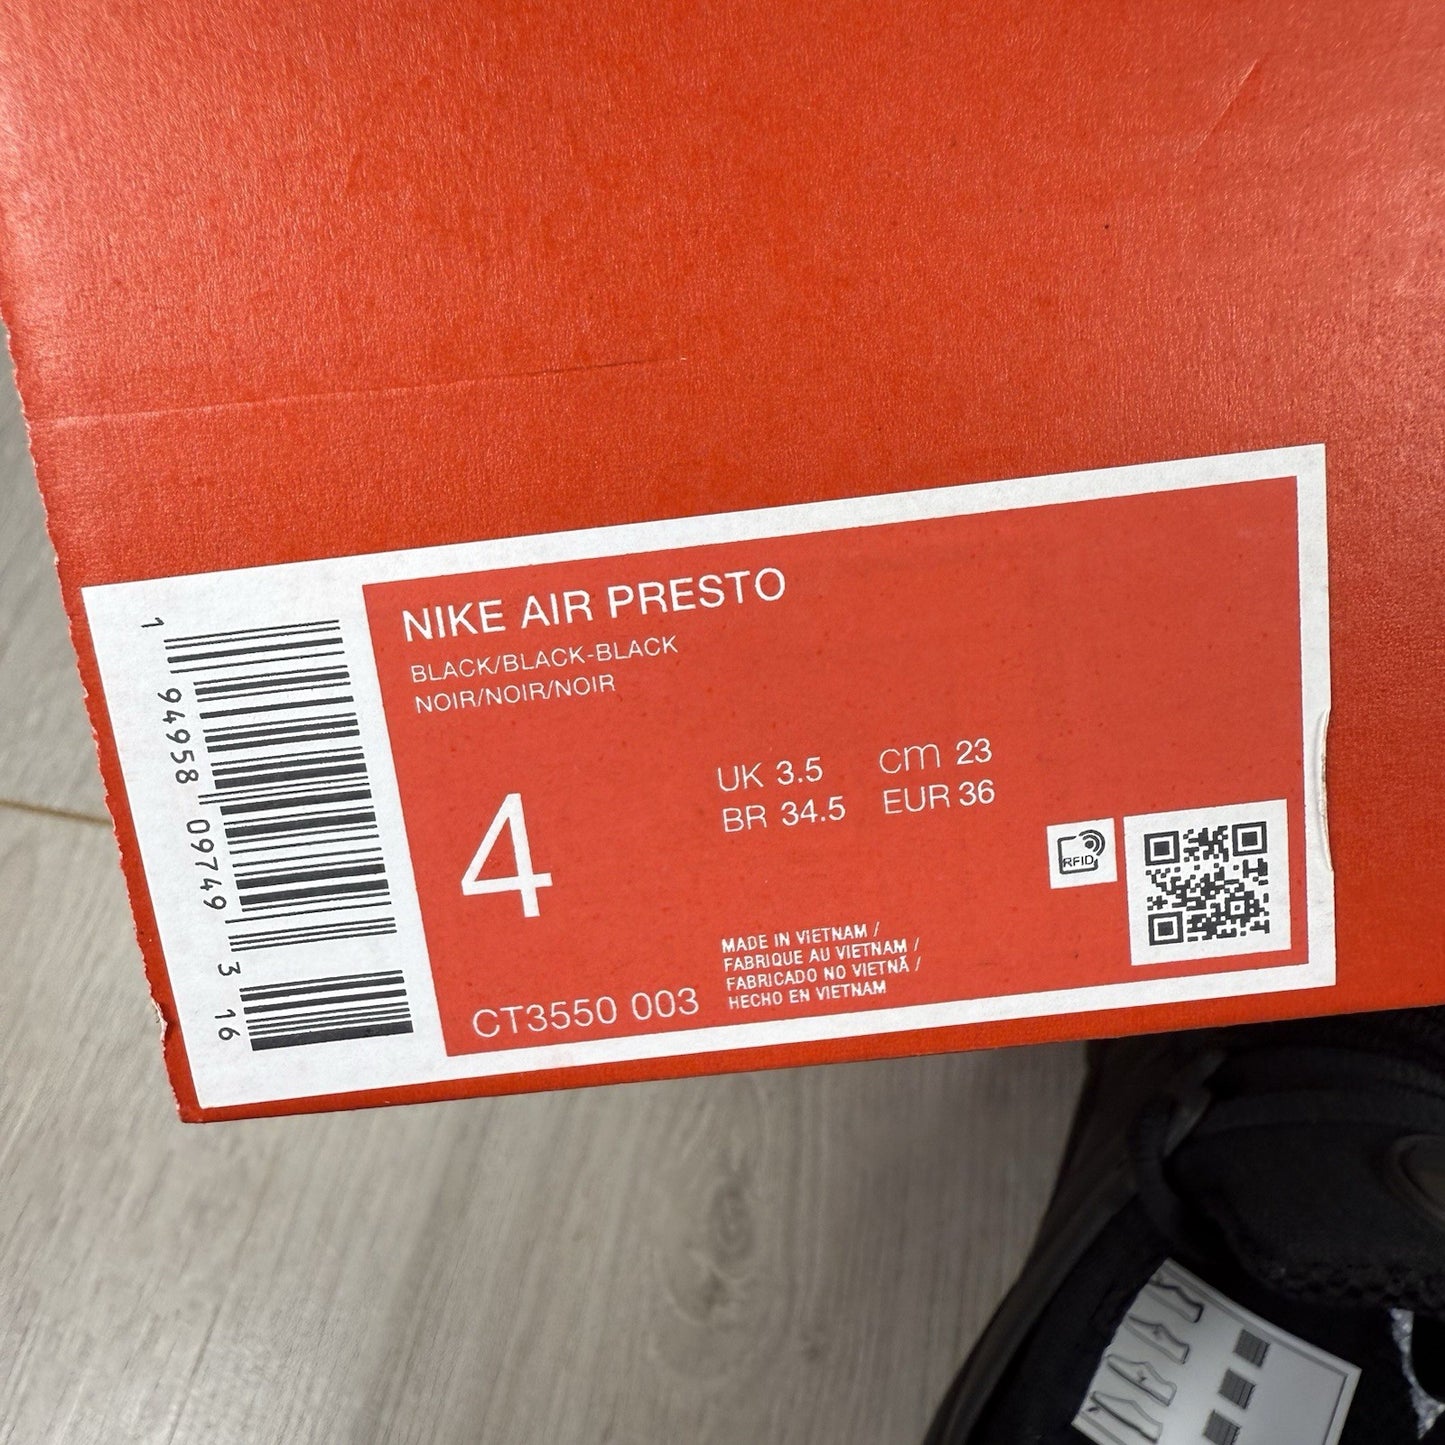 NIKE AIR PRESTO
BLACK/BLACK-BLACK
NOIR/NOIR/NOIR
4
UK 3.5 cm 23
BR 34.5 EUR 36
CT3550 003
MADE IN VIETNAM /
FABRIQUE AU VIETNAM /
FABRICADO NO VIETNÃ /
HECHO EN VIETNAM
RFID
1 94958 09749 3 16